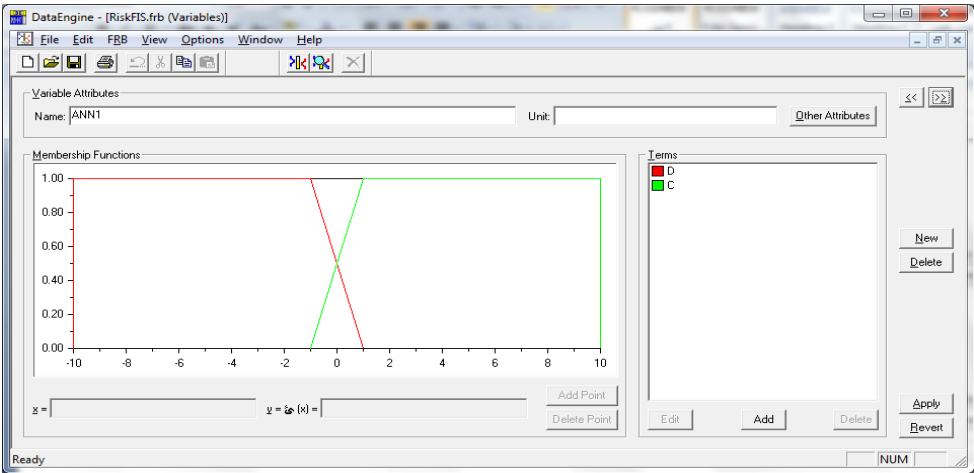 DataEngine - [RiskFIS.frb (Variables)]
File Edit FRB View Options Window Help
Variable Attributes
Name: ANN1 Unit: Other Attributes << >>
Membership Functions
Terms
1.00
0.80
0.60
0.40
0.20
0.00
-10 -8 -6 -4 -2 0 2 4 6 8 10
D
C
New
Delete
x = y = (x) = Add Point
Delete Point
Edit Add Delete
Apply
Revert
Ready NUM